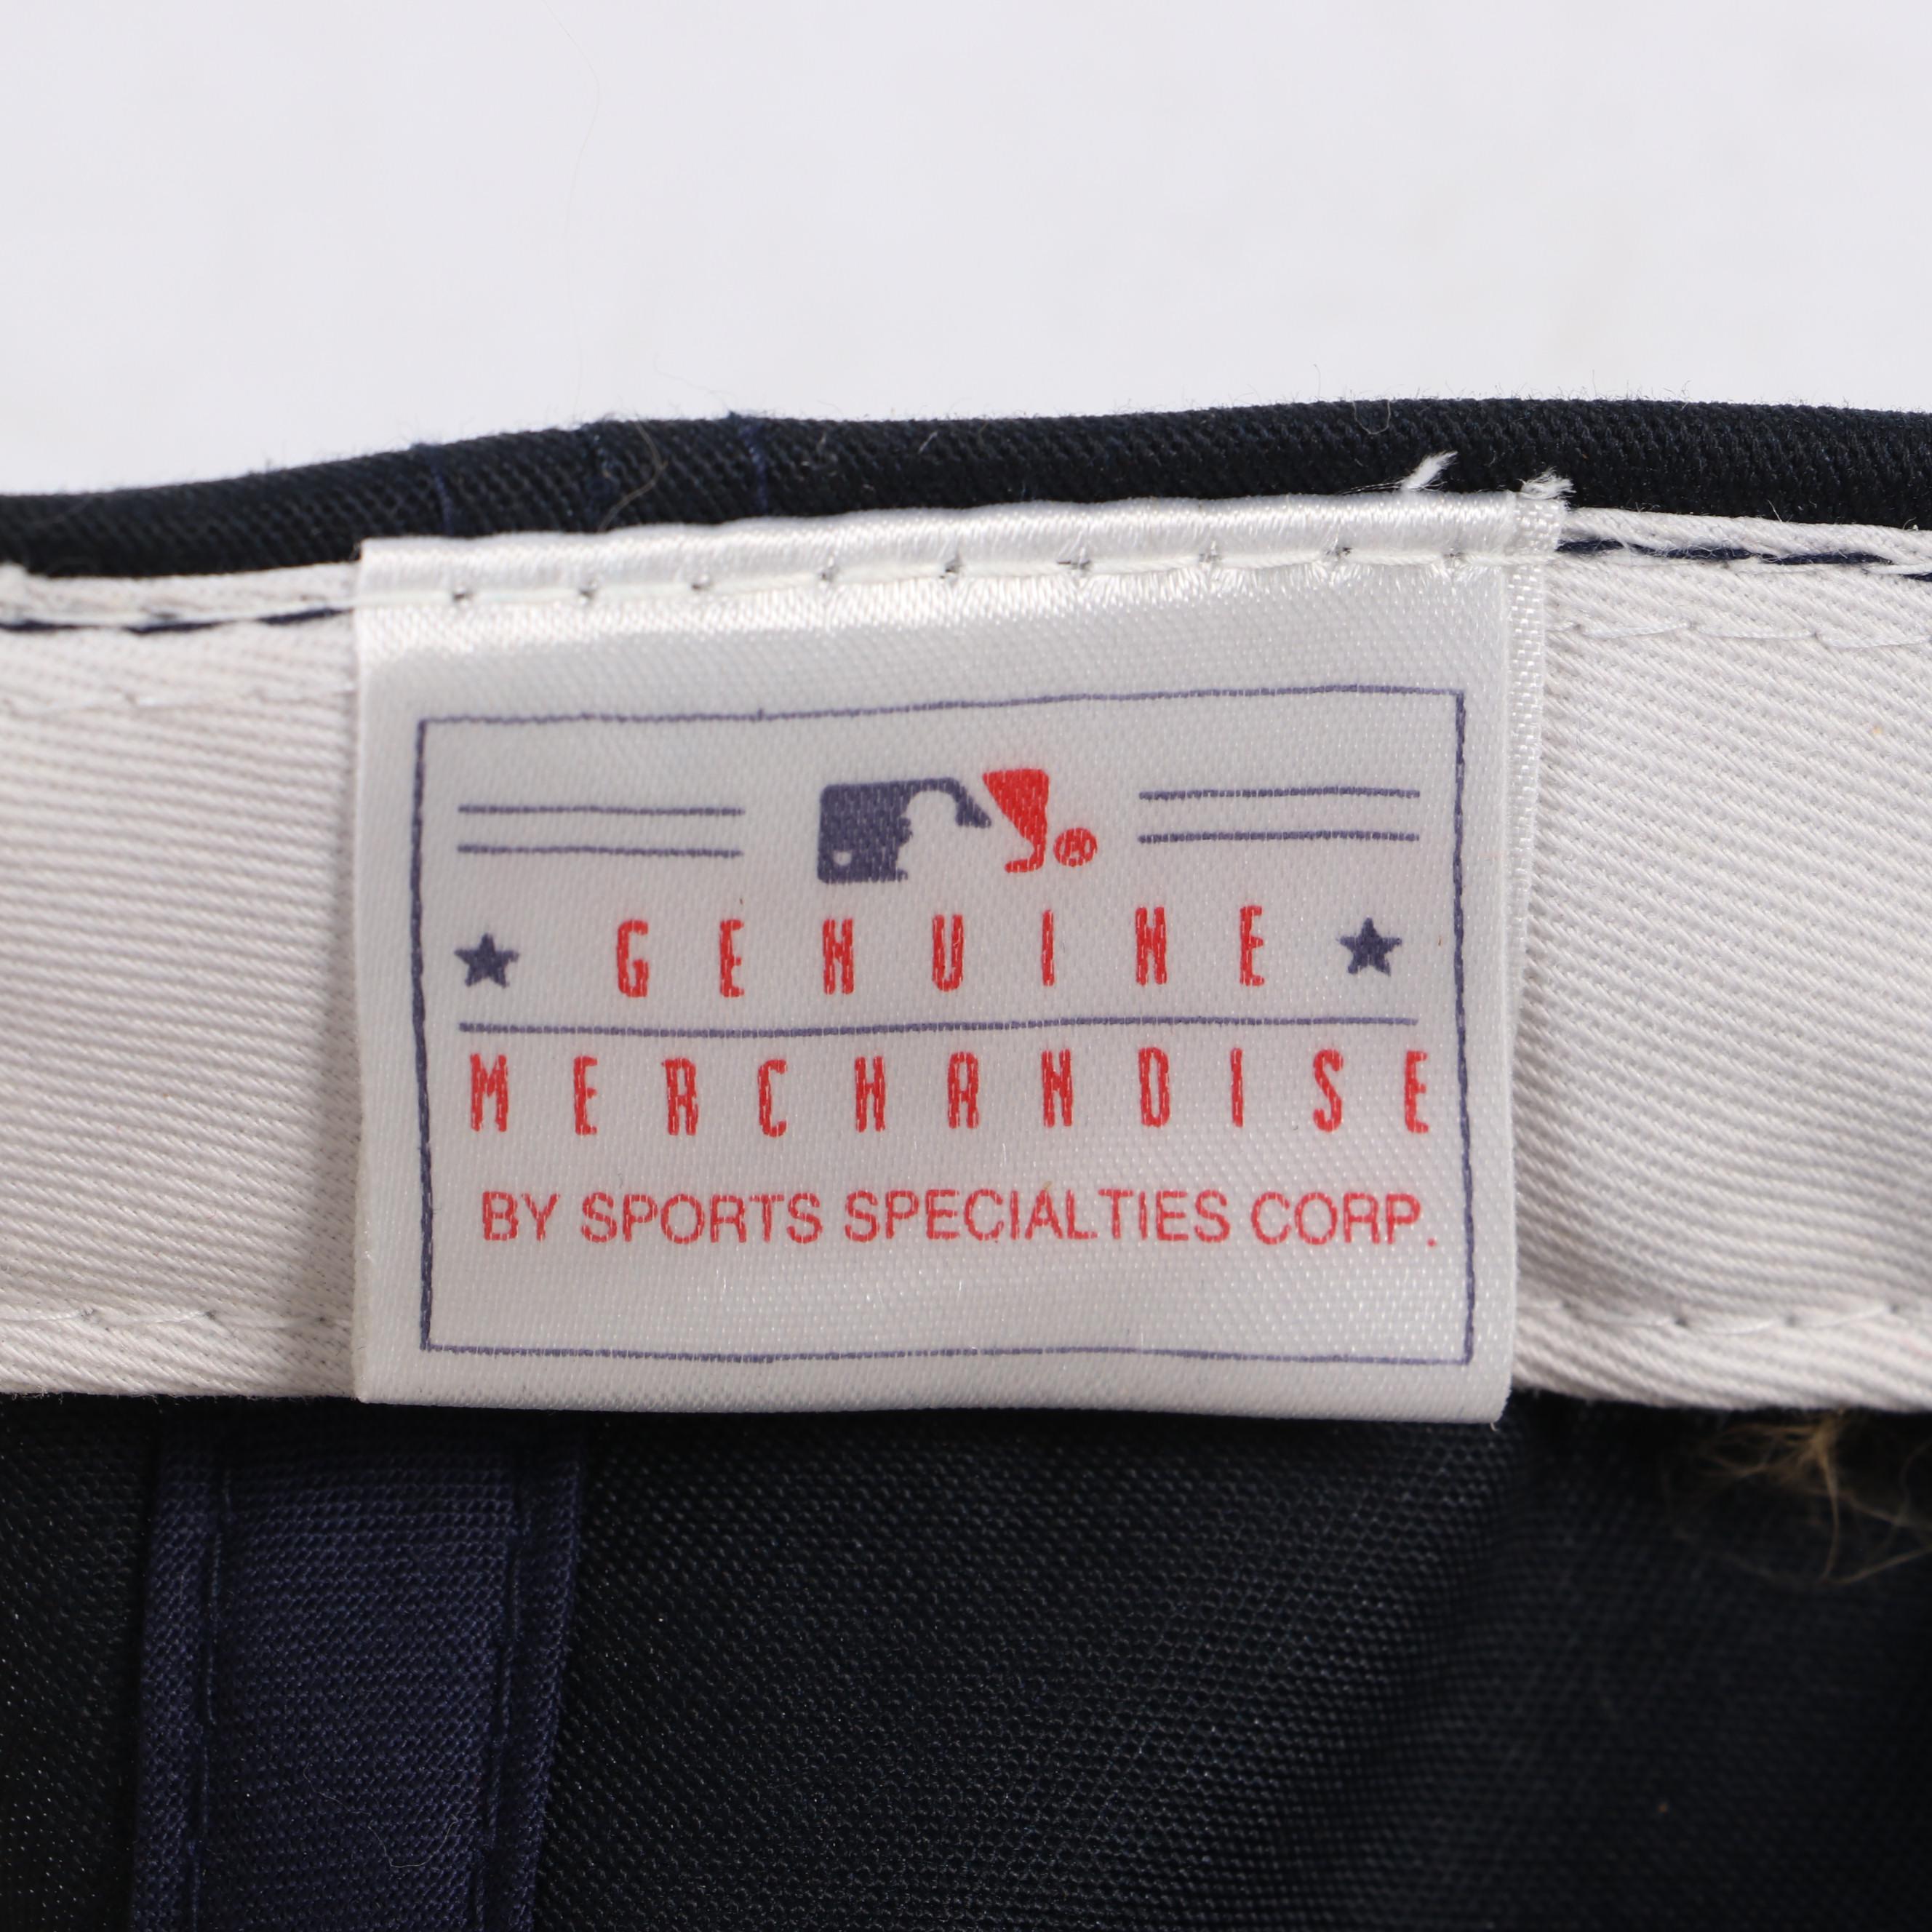 GENUINE
MERCHANDISE
BY SPORTS SPECIALTIES CORP.